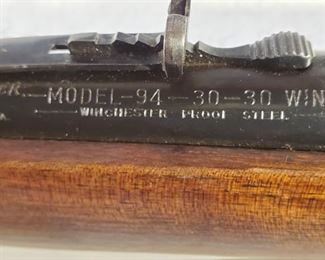 MODEL-94-30-30 WIN
WINCHESTER PROOF STEEL